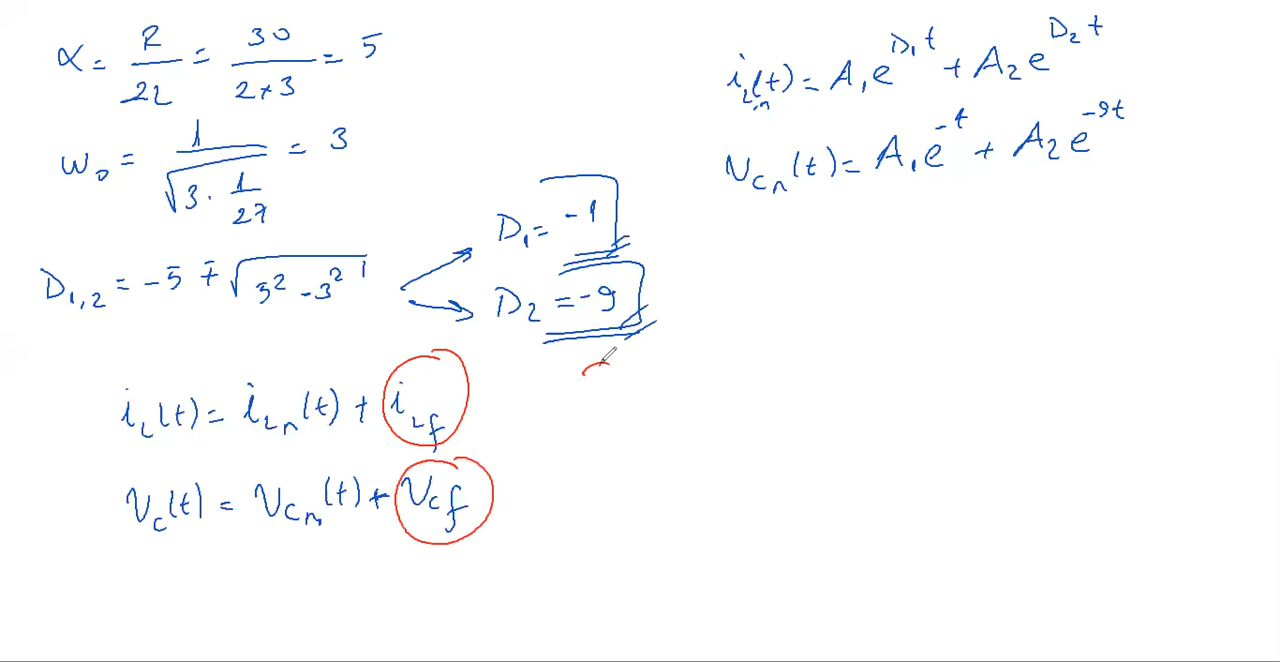 α = R/2L = 30/(2*3) = 5
w₀ = 1/√(3 · 1/27) = 3
D₁,₂ = -5 ∓ √(5² - 3²)
D₁ = -1
D₂ = -9
i_L(t) = i_Ln(t) + i_Lf
V_C(t) = V_Cn(t) + V_Cf
i_Ln(t) = A₁e^(D₁t) + A₂e^(D₂t)
V_Cn(t) = A₁e^(-t) + A₂e^(-9t)